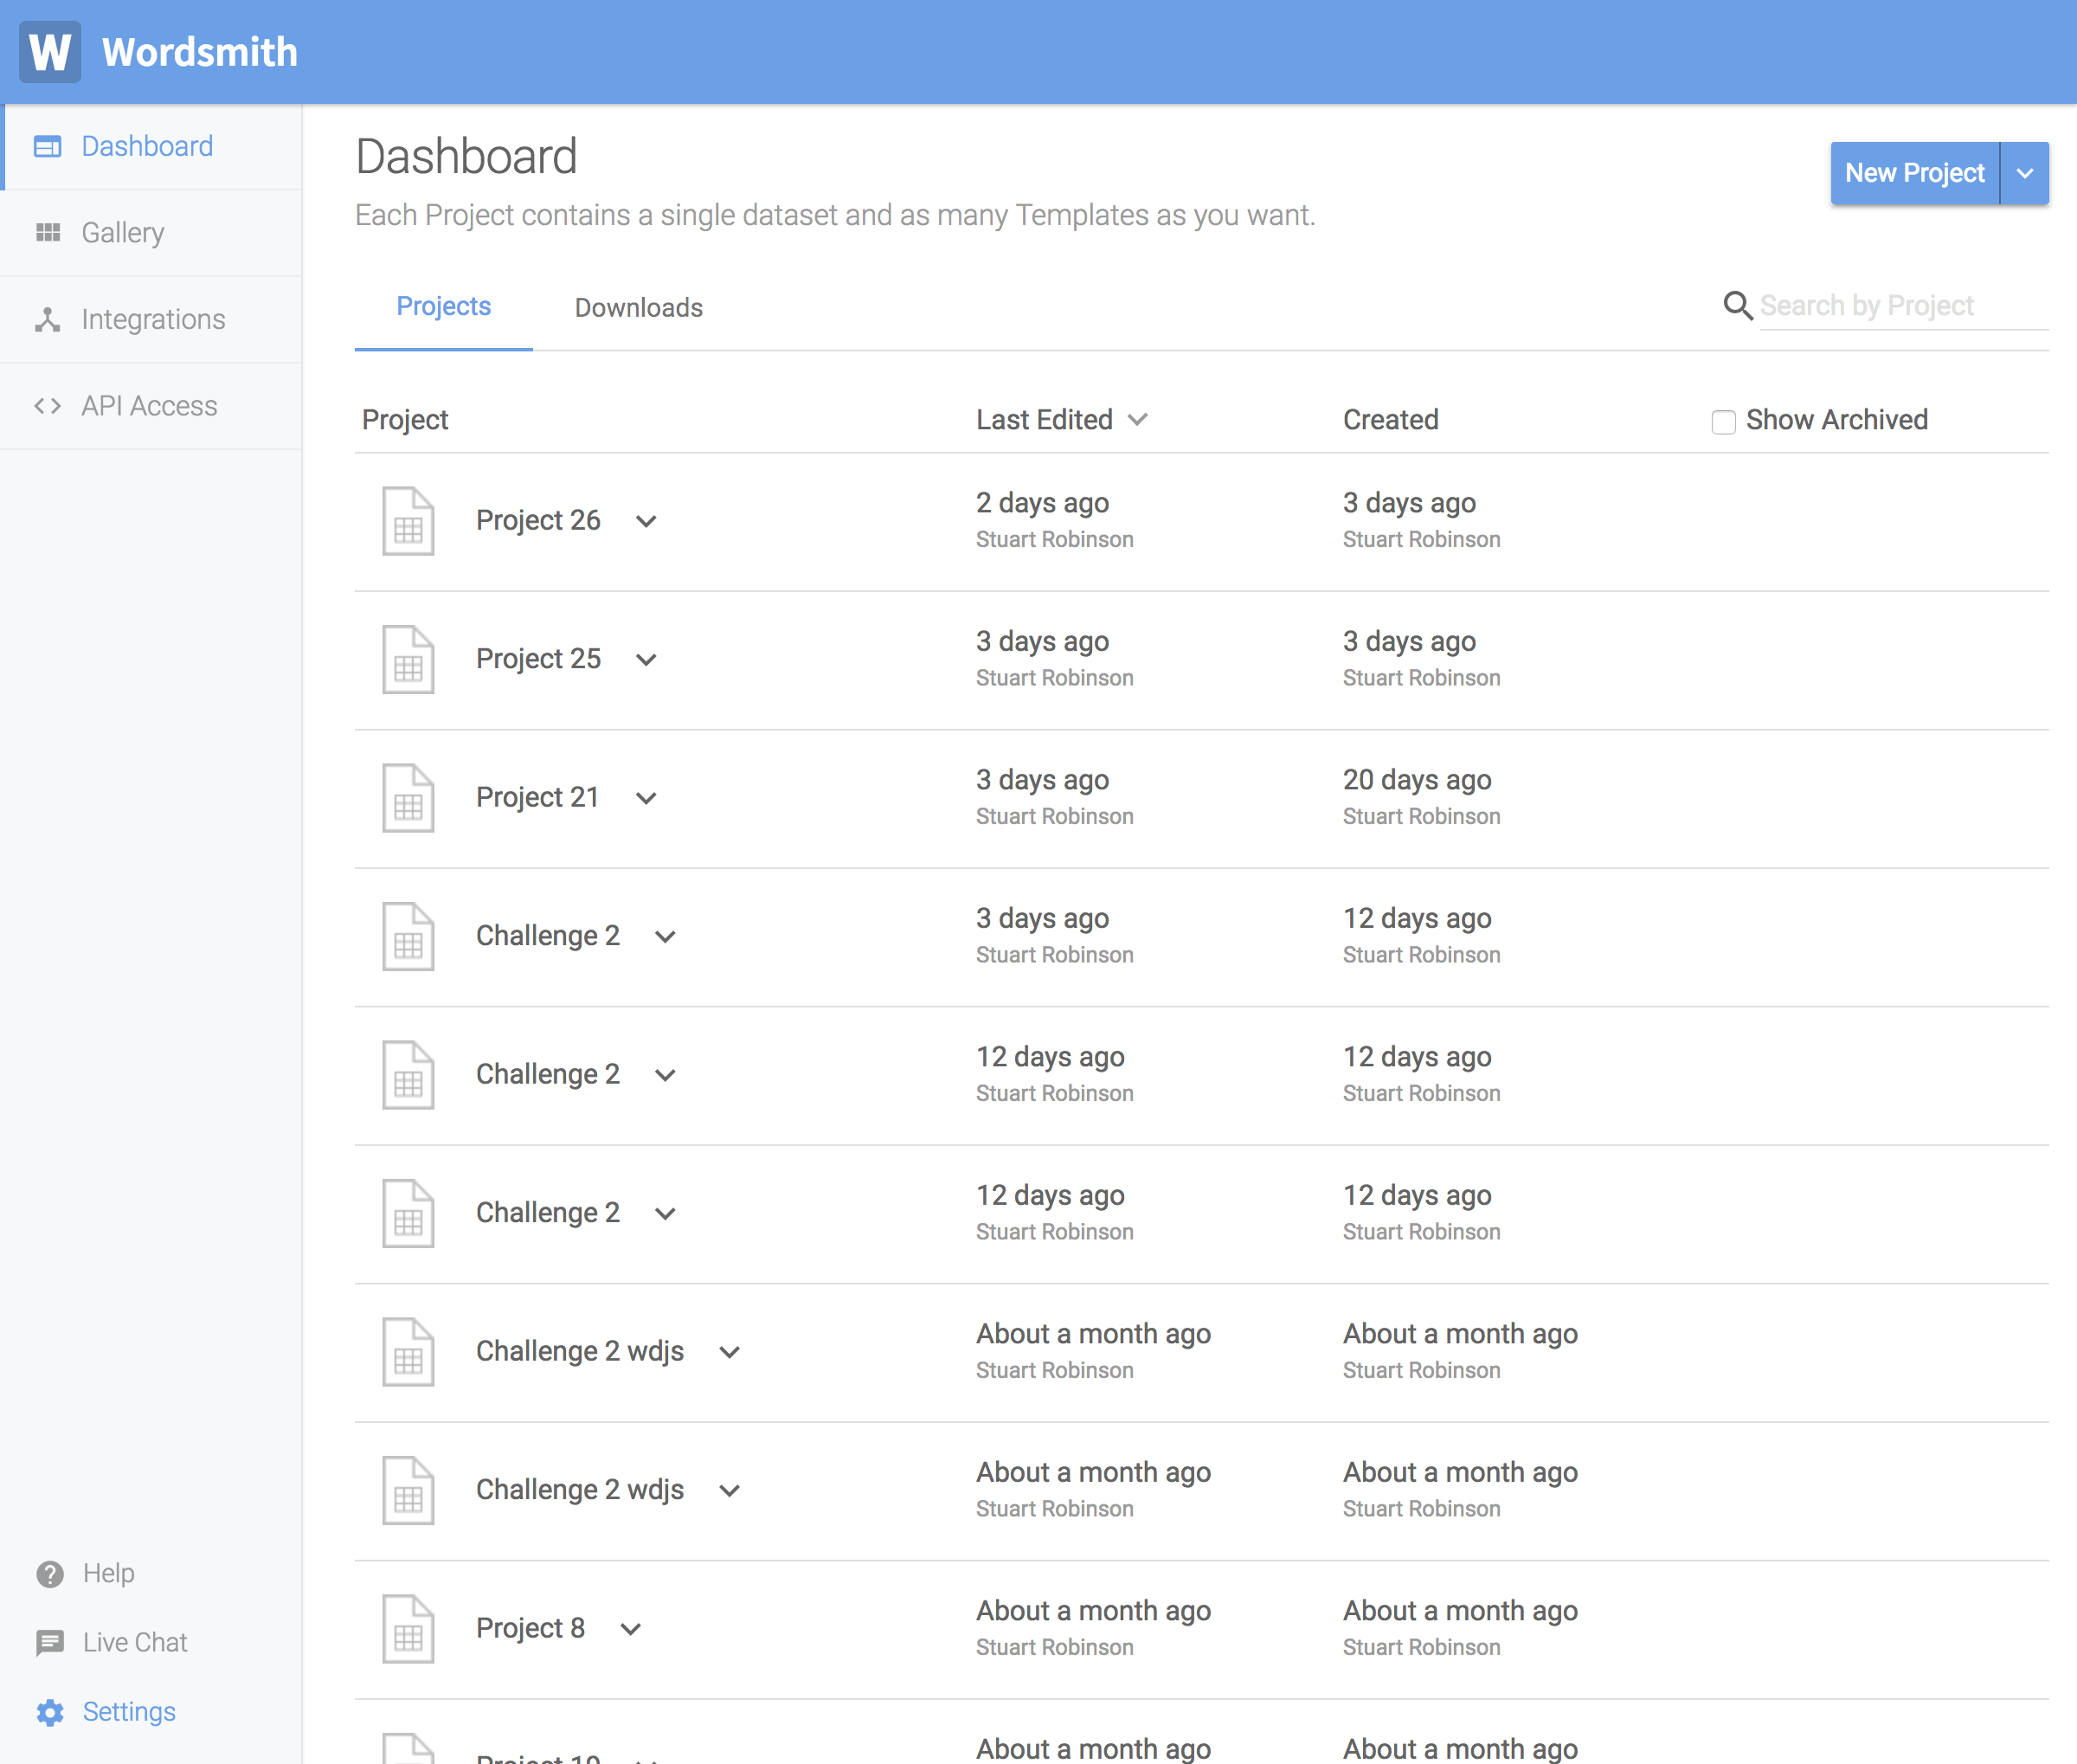 W Wordsmith
Dashboard
Gallery
Integrations
API Access
Help
Live Chat
Settings
Dashboard
New Project
Each Project contains a single dataset and as many Templates as you want.
Projects Downloads Search by Project
Project Last Edited Created Show Archived
Project 26 2 days ago 3 days ago
Stuart Robinson Stuart Robinson
Project 25 3 days ago 3 days ago
Stuart Robinson Stuart Robinson
Project 21 3 days ago 20 days ago
Stuart Robinson Stuart Robinson
Challenge 2 3 days ago 12 days ago
Stuart Robinson Stuart Robinson
Challenge 2 12 days ago 12 days ago
Stuart Robinson Stuart Robinson
Challenge 2 12 days ago 12 days ago
Stuart Robinson Stuart Robinson
Challenge 2 wdjs About a month ago About a month ago
Stuart Robinson Stuart Robinson
Challenge 2 wdjs About a month ago About a month ago
Stuart Robinson Stuart Robinson
Project 8 About a month ago About a month ago
Stuart Robinson Stuart Robinson
Project About a month ago About a month ago